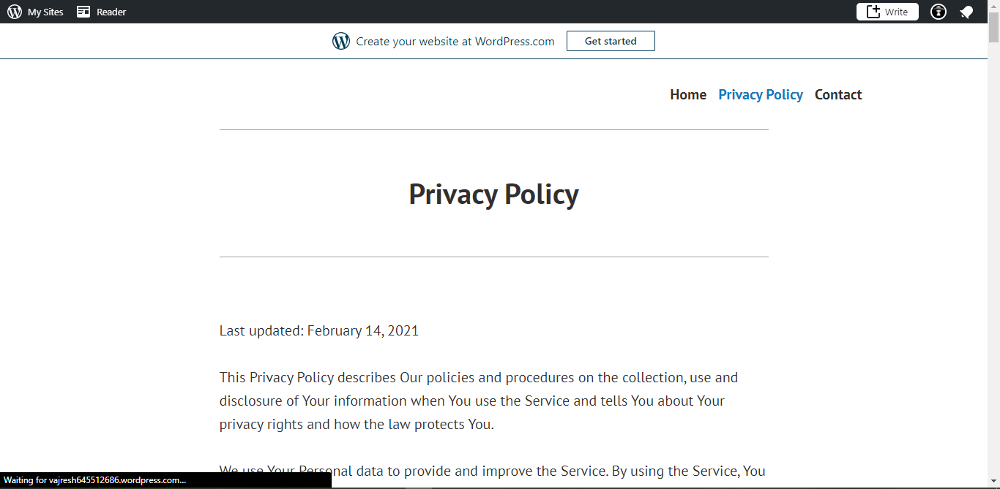 My Sites Reader Write
Create your website at WordPress.com Get started
Home Privacy Policy Contact
Privacy Policy
Last updated: February 14, 2021
This Privacy Policy describes Our policies and procedures on the collection, use and
disclosure of Your information when You use the Service and tells You about Your
privacy rights and how the law protects You.
We use Your Personal data to provide and improve the Service. By using the Service, You
Waiting for vajresh645512686.wordpress.com...